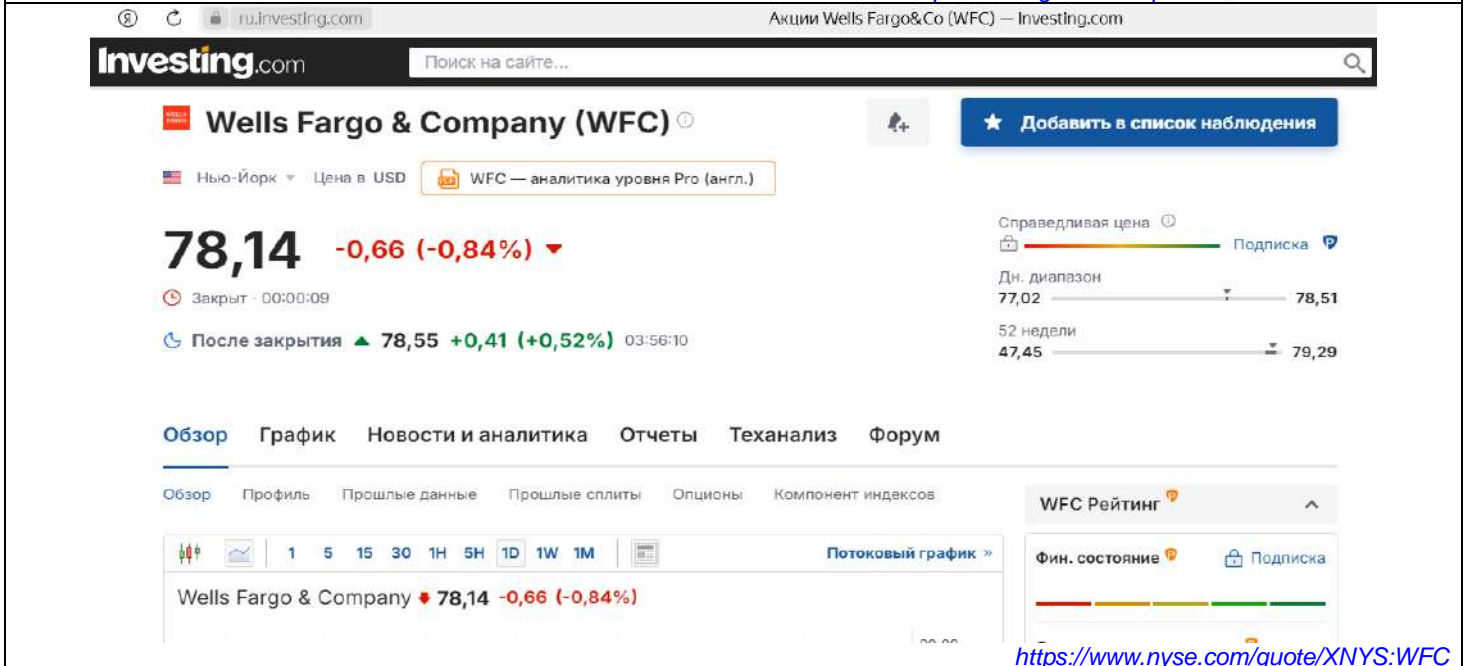 ru.investing.com Акции Wells Fargo&Co (WFC) — Investing.com
Investing.com Поиск на сайте...
Wells Fargo & Company (WFC)
Добавить в список наблюдения
Нью-Йорк Цена в USD WFC — аналитика уровня Pro (англ.)
78,14 -0,66 (-0,84%)
Закрыт · 00:00:09
После закрытия 78,55 +0,41 (+0,52%) 03:56:10
Справедливая цена
Подписка
Дн. диапазон
77,02 78,51
52 недели
47,45 79,29
Обзор График Новости и аналитика Отчеты Теханализ Форум
Обзор Профиль Прошлые данные Прошлые сплиты Опционы Компонент индексов
WFC Рейтинг
1 5 15 30 1H 5H 1D 1W 1M Потоковый график »
Фин. состояние Подписка
Wells Fargo & Company 78,14 -0,66 (-0,84%)
https://www.nyse.com/quote/XNYS:WFC